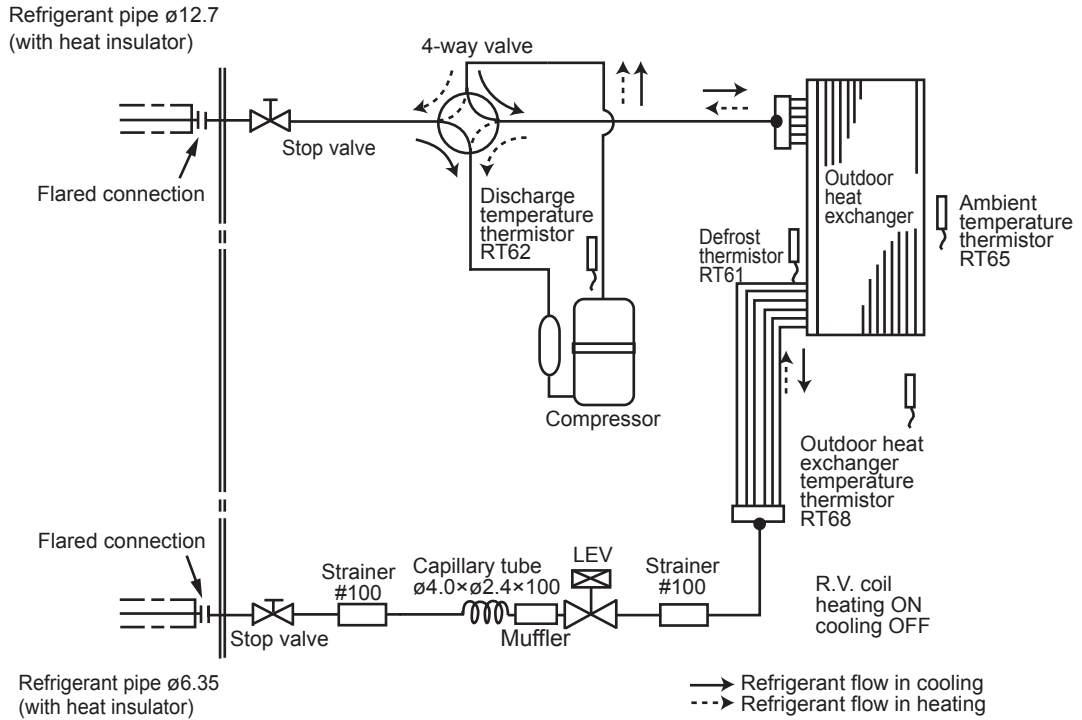 Refrigerant pipe ø12.7
(with heat insulator)
4-way valve
Stop valve
Flared connection
Discharge
temperature
thermistor
RT62
Outdoor
heat
exchanger
Ambient
temperature
thermistor
RT65
Defrost
thermistor
RT61
Compressor
Outdoor heat
exchanger
temperature
thermistor
RT68
Flared connection
Strainer
#100
Capillary tube
ø4.0×ø2.4×100
LEV
Strainer
#100
Stop valve
Muffler
R.V. coil
heating ON
cooling OFF
Refrigerant pipe ø6.35
(with heat insulator)
Refrigerant flow in cooling
Refrigerant flow in heating